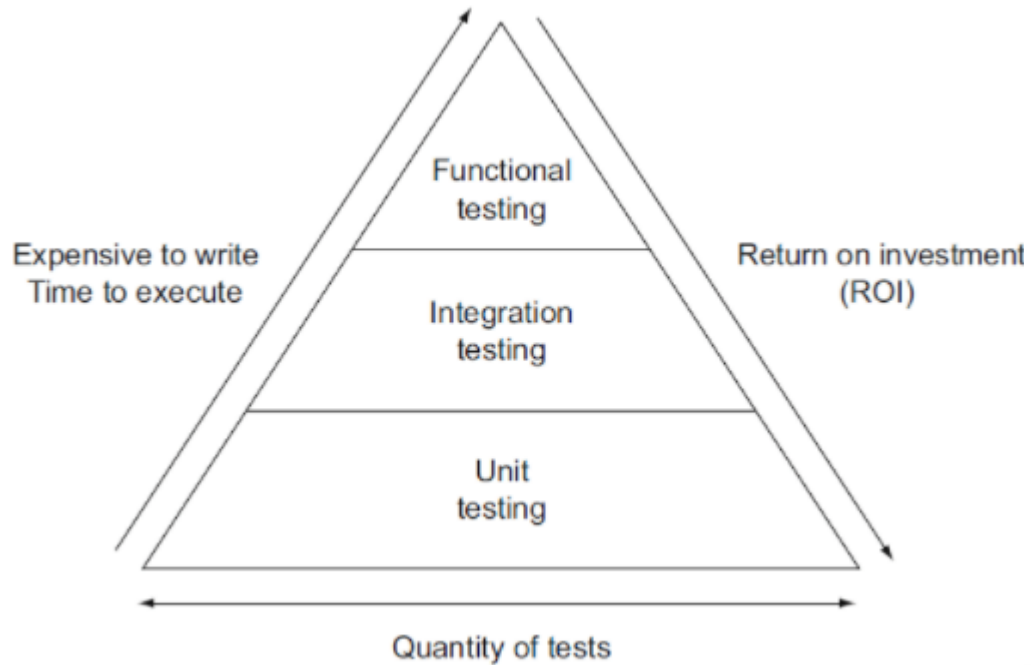 Functional
testing
Expensive to write
Time to execute
Return on investment
(ROI)
Integration
testing
Unit
testing
Quantity of tests